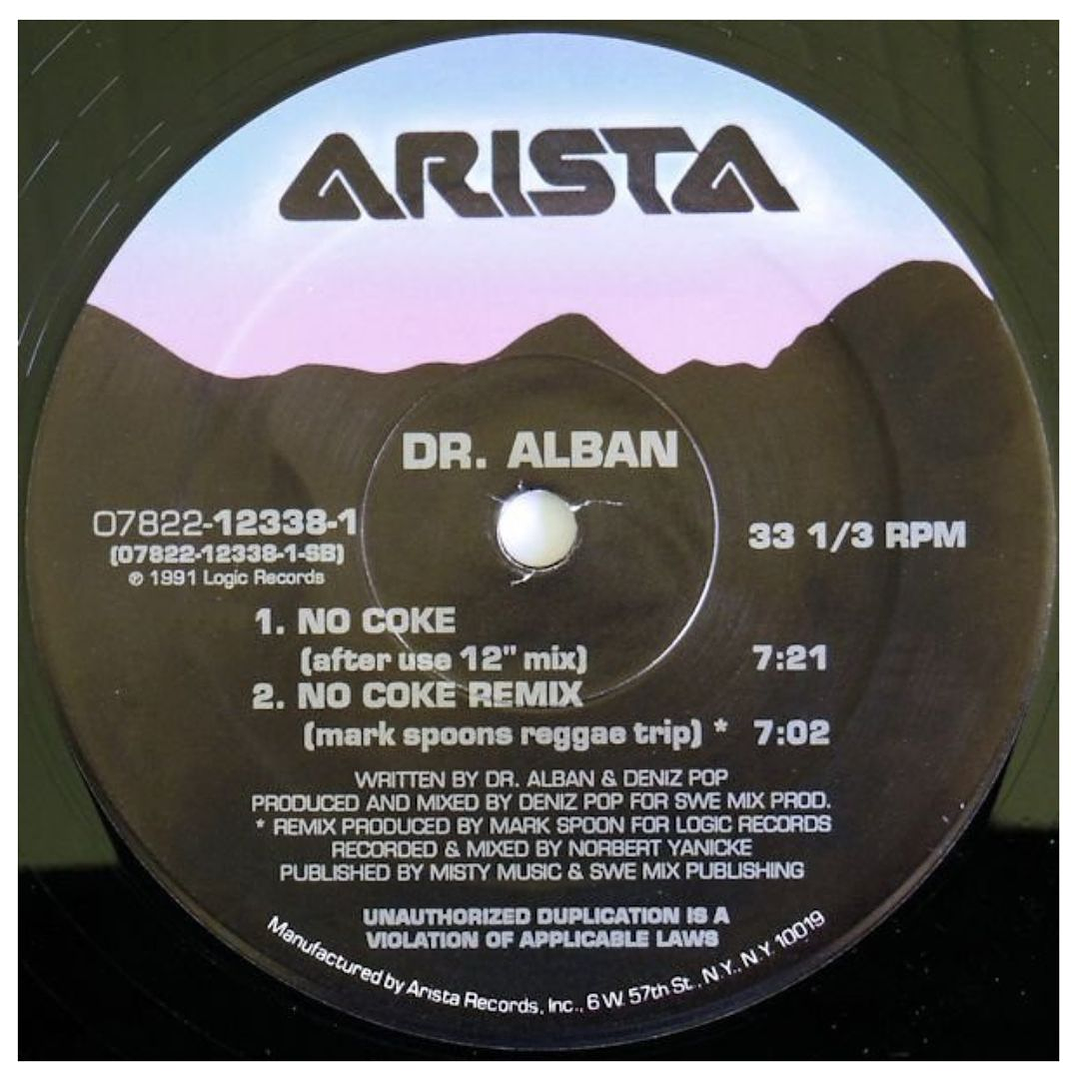 ARISTA
DR. ALBAN
07822-12338-1
(07822-12338-1-SB)
℗ 1991 Logic Records
33 1/3 RPM
1. NO COKE
(after use 12" mix) 7:21
2. NO COKE REMIX
(mark spoons reggae trip) * 7:02
WRITTEN BY DR. ALBAN & DENIZ POP
PRODUCED AND MIXED BY DENIZ POP FOR SWE MIX PROD.
* REMIX PRODUCED BY MARK SPOON FOR LOGIC RECORDS
RECORDED & MIXED BY NORBERT YANICKE
PUBLISHED BY MISTY MUSIC & SWE MIX PUBLISHING
UNAUTHORIZED DUPLICATION IS A
VIOLATION OF APPLICABLE LAWS
Manufactured by Arista Records, Inc., 6 W. 57th St., N.Y., N.Y. 10019